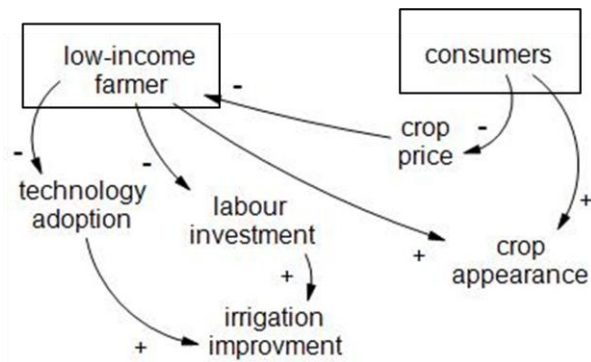 low-income
farmer
consumers
-
-
crop
price
-
-
technology
adoption
labour
investment
+
+
crop
appearance
+
irrigation
improvment
+